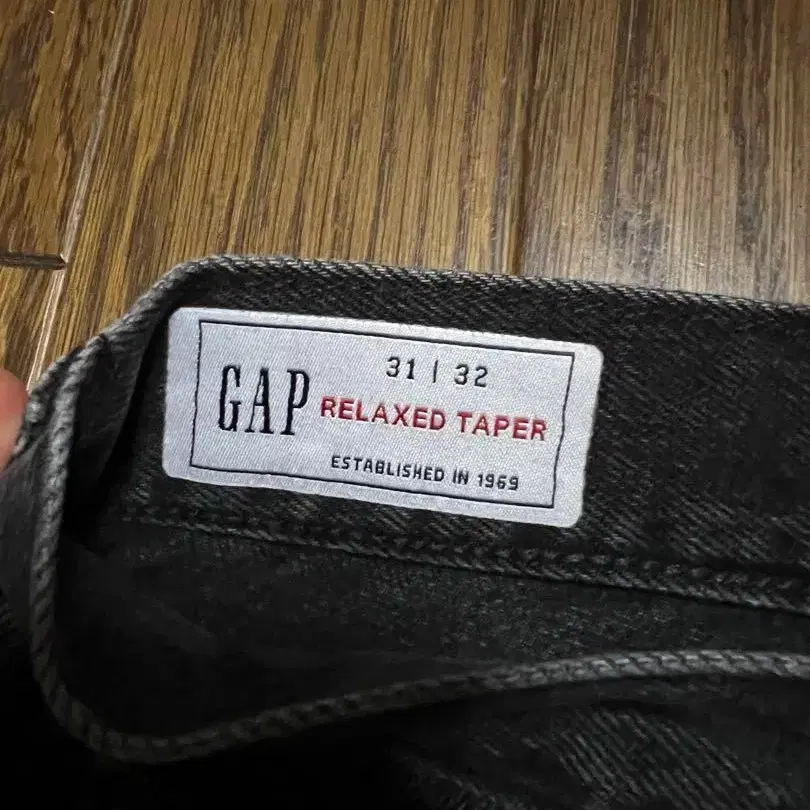 31 | 32
GAP
RELAXED TAPER
ESTABLISHED IN 1969